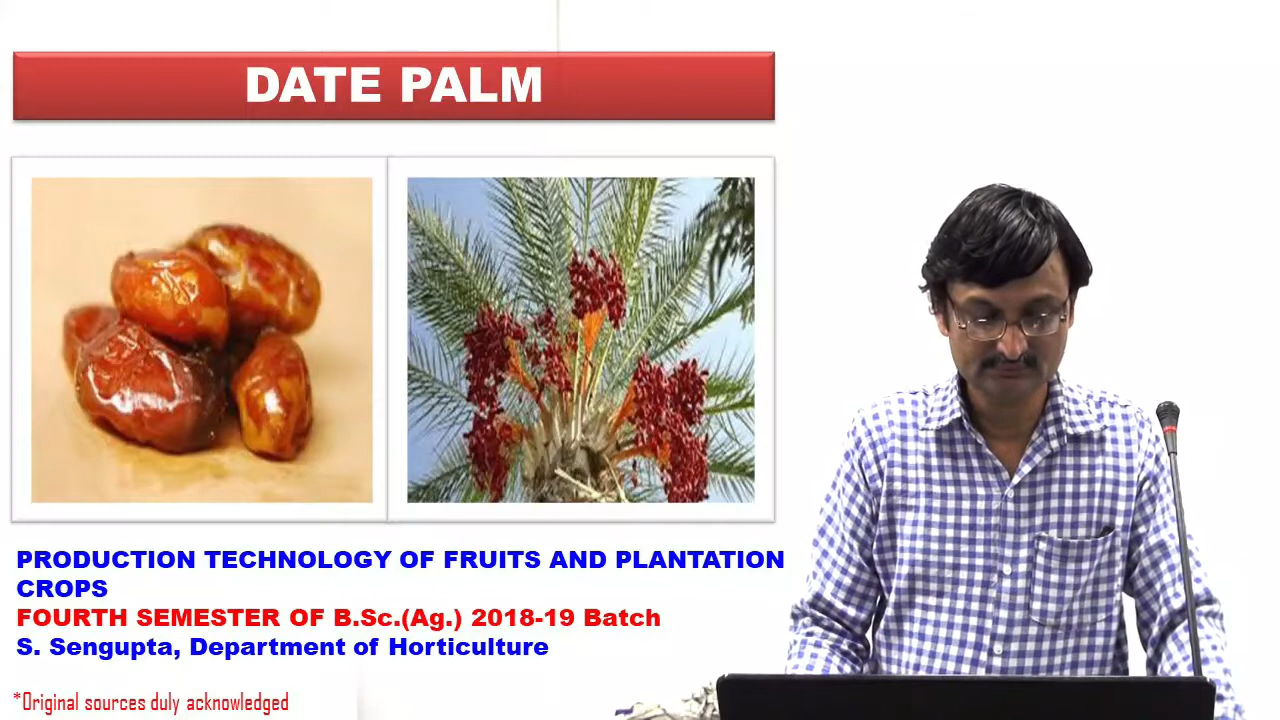 DATE PALM
PRODUCTION TECHNOLOGY OF FRUITS AND PLANTATION
CROPS
FOURTH SEMESTER OF B.Sc.(Ag.) 2018-19 Batch
S. Sengupta, Department of Horticulture
*Original sources duly acknowledged